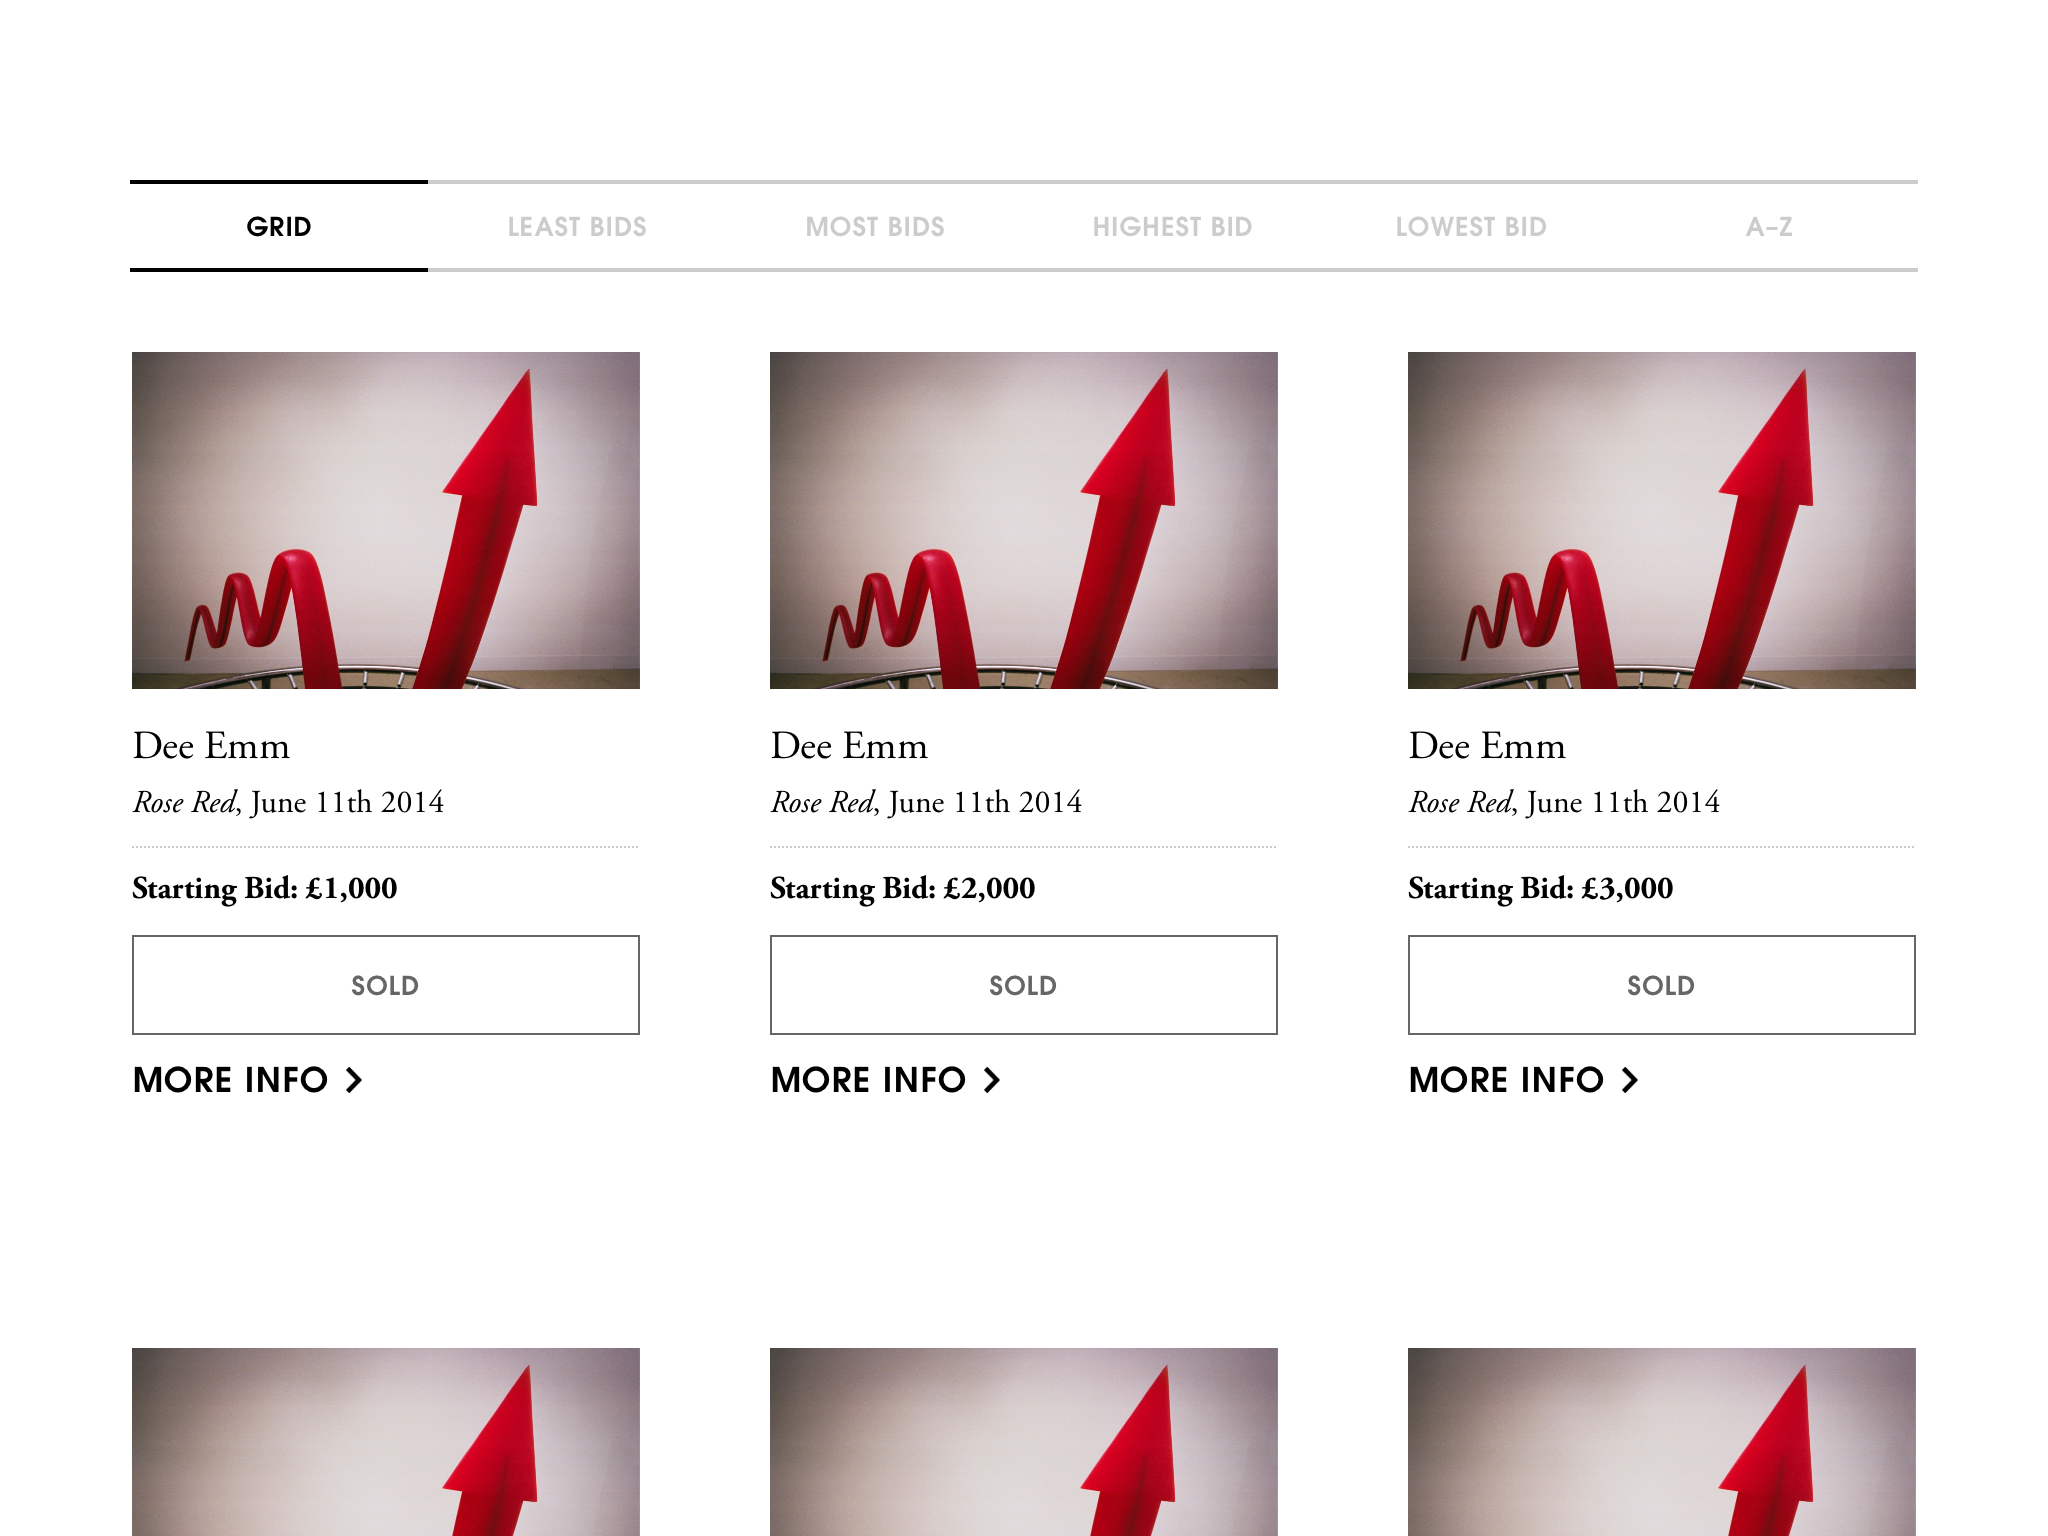 GRID LEAST BIDS MOST BIDS HIGHEST BID LOWEST BID A–Z
Dee Emm
Rose Red, June 11th 2014
Starting Bid: £1,000
SOLD
MORE INFO
Dee Emm
Rose Red, June 11th 2014
Starting Bid: £2,000
SOLD
MORE INFO
Dee Emm
Rose Red, June 11th 2014
Starting Bid: £3,000
SOLD
MORE INFO